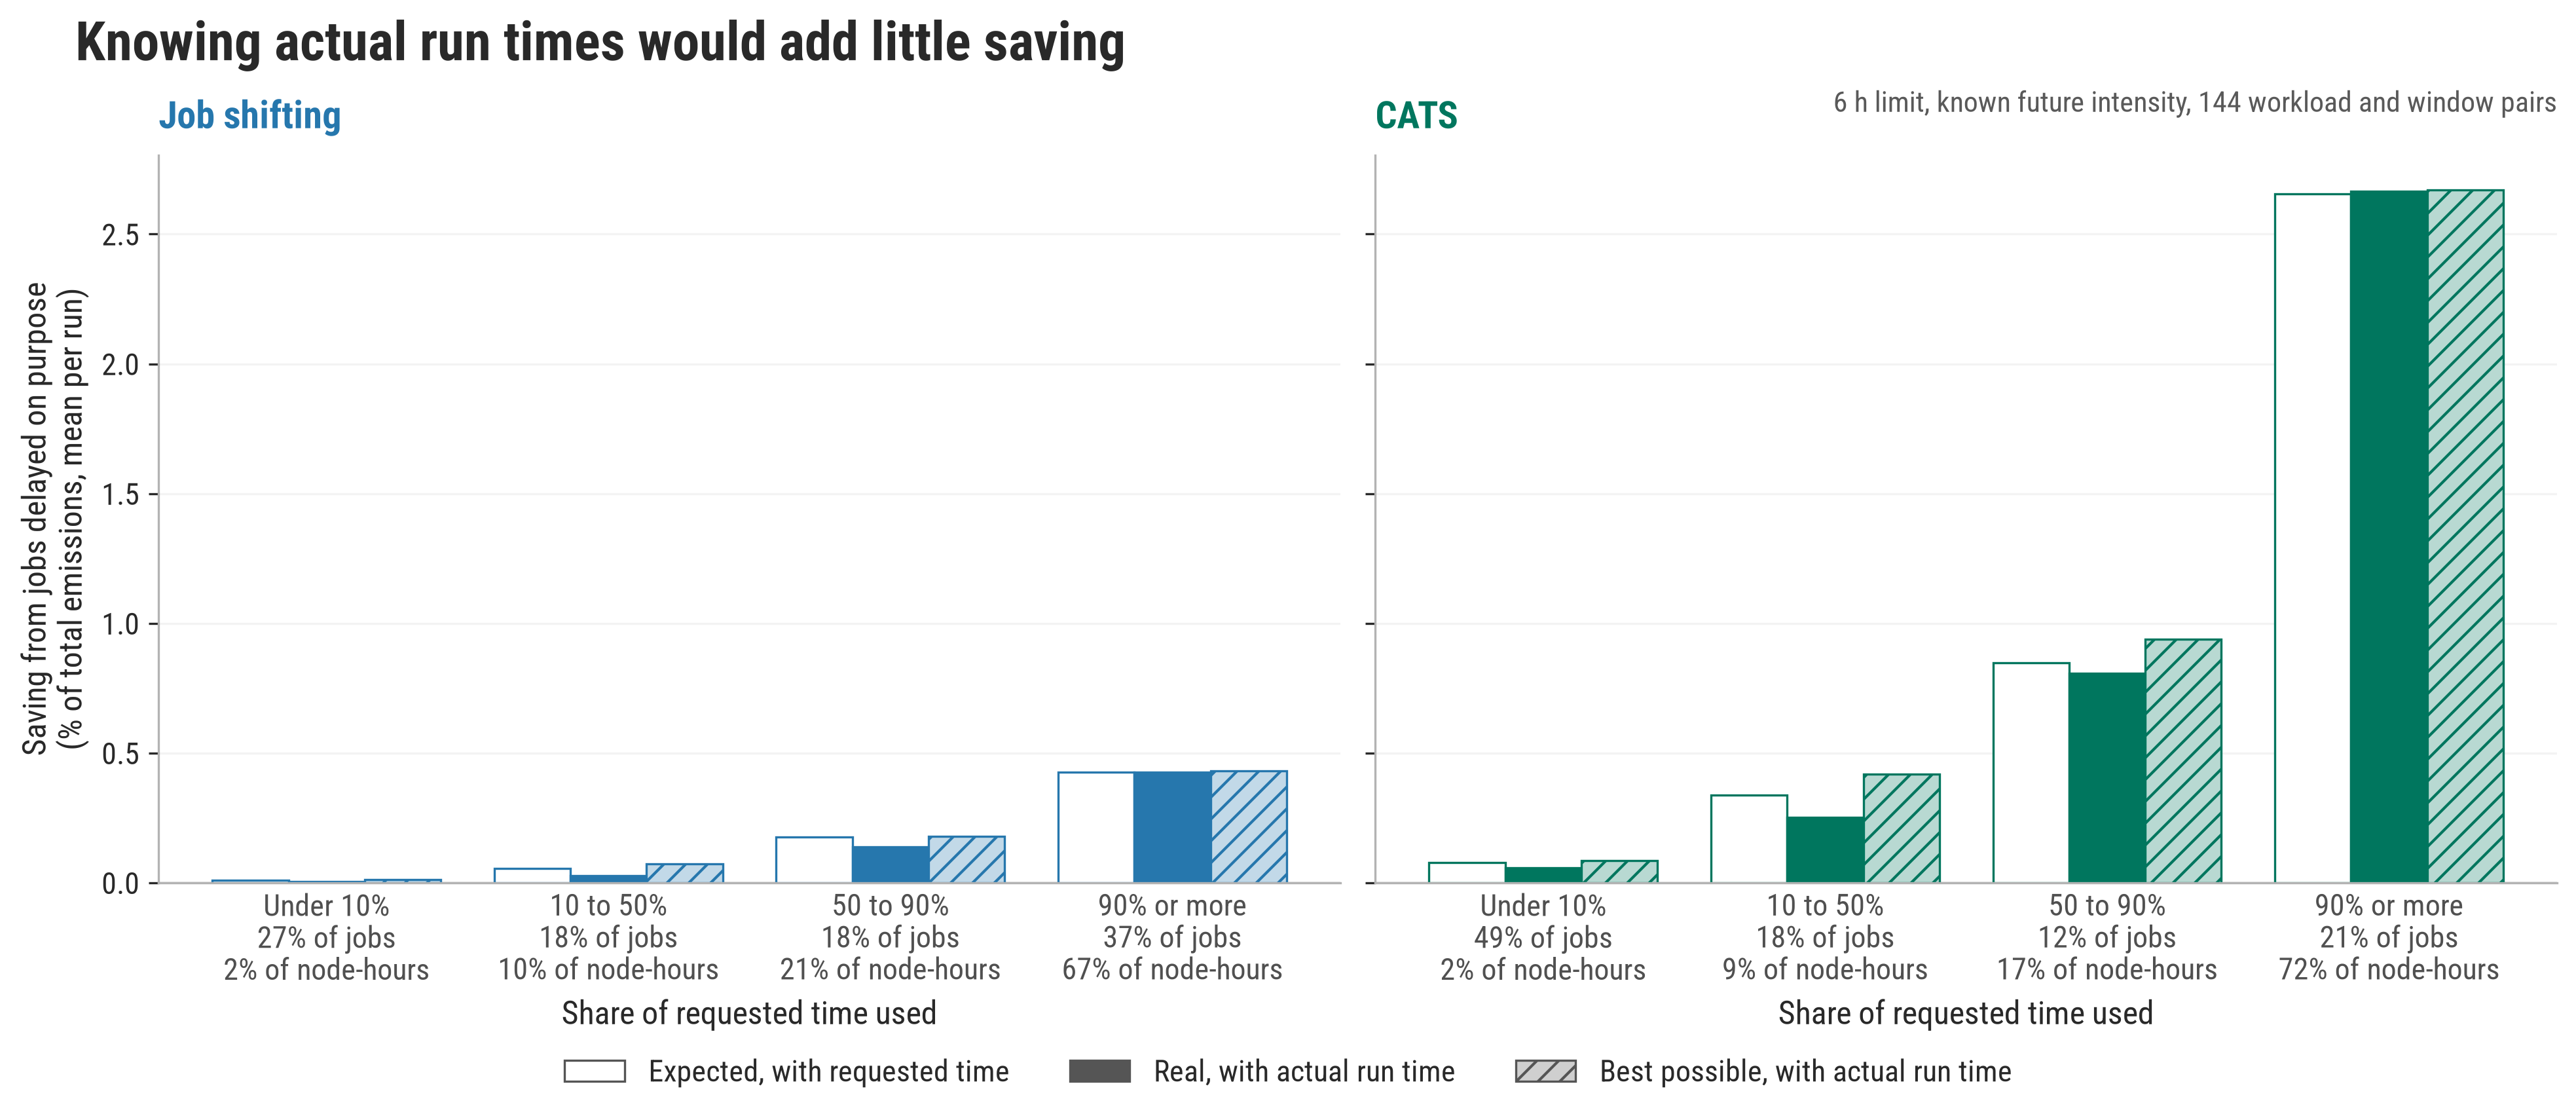 Knowing actual run times would add little saving
Job shifting
CATS
6 h limit, known future intensity, 144 workload and window pairs
Saving from jobs delayed on purpose
(% of total emissions, mean per run)
2.5
2.0
1.5
1.0
0.5
0.0
Under 10%
27% of jobs
2% of node-hours
10 to 50%
18% of jobs
10% of node-hours
50 to 90%
18% of jobs
21% of node-hours
90% or more
37% of jobs
67% of node-hours
Share of requested time used
Under 10%
49% of jobs
2% of node-hours
10 to 50%
18% of jobs
9% of node-hours
50 to 90%
12% of jobs
17% of node-hours
90% or more
21% of jobs
72% of node-hours
Share of requested time used
Expected, with requested time
Real, with actual run time
Best possible, with actual run time